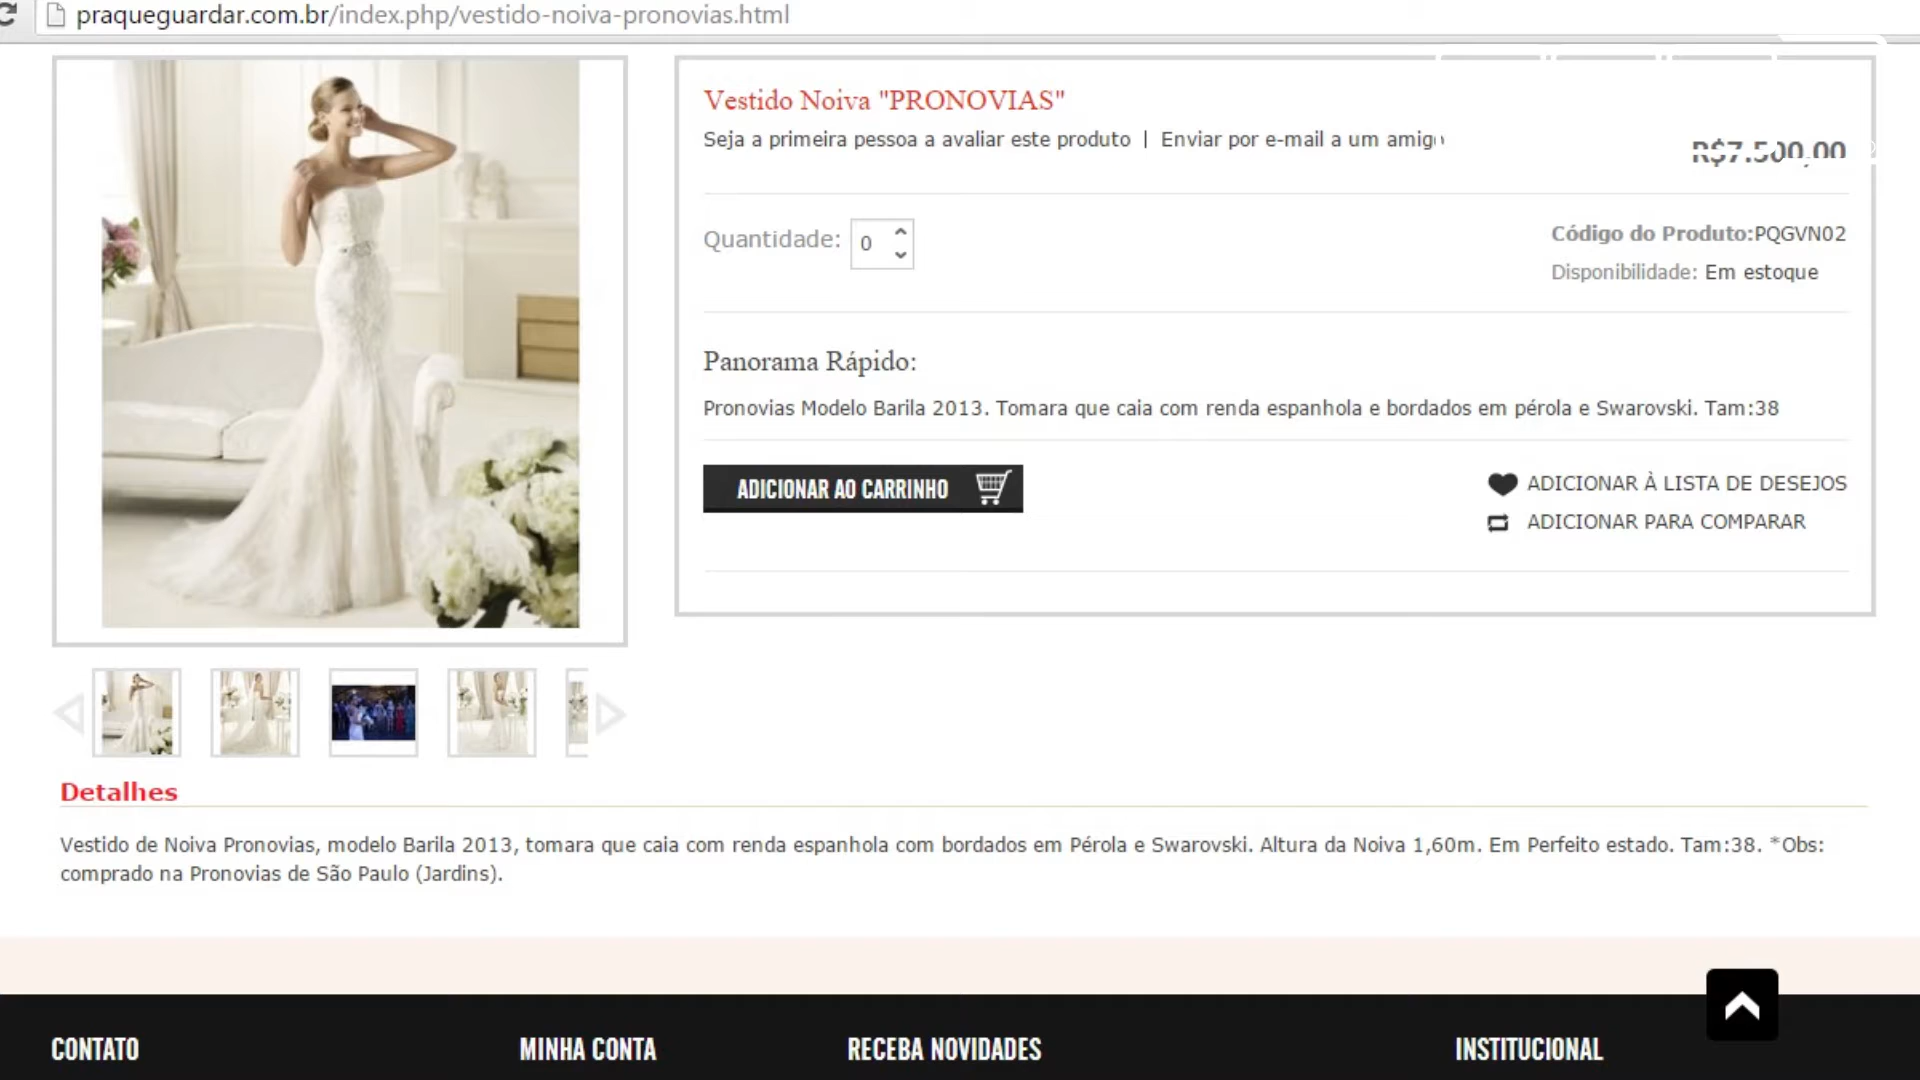 praqueguardar.com.br/index.php/vestido-noiva-pronovias.html
Vestido Noiva "PRONOVIAS"
Seja a primeira pessoa a avaliar este produto | Enviar por e-mail a um amigo
R$7.500,00
Quantidade: 0
Código do Produto:PQGVN02
Disponibilidade: Em estoque
Panorama Rápido:
Pronovias Modelo Barila 2013. Tomara que caia com renda espanhola e bordados em pérola e Swarovski. Tam:38
ADICIONAR AO CARRINHO
ADICIONAR À LISTA DE DESEJOS
ADICIONAR PARA COMPARAR
Detalhes
Vestido de Noiva Pronovias, modelo Barila 2013, tomara que caia com renda espanhola com bordados em Pérola e Swarovski. Altura da Noiva 1,60m. Em Perfeito estado. Tam:38. *Obs:
comprado na Pronovias de São Paulo (Jardins).
CONTATO
MINHA CONTA
RECEBA NOVIDADES
INSTITUCIONAL